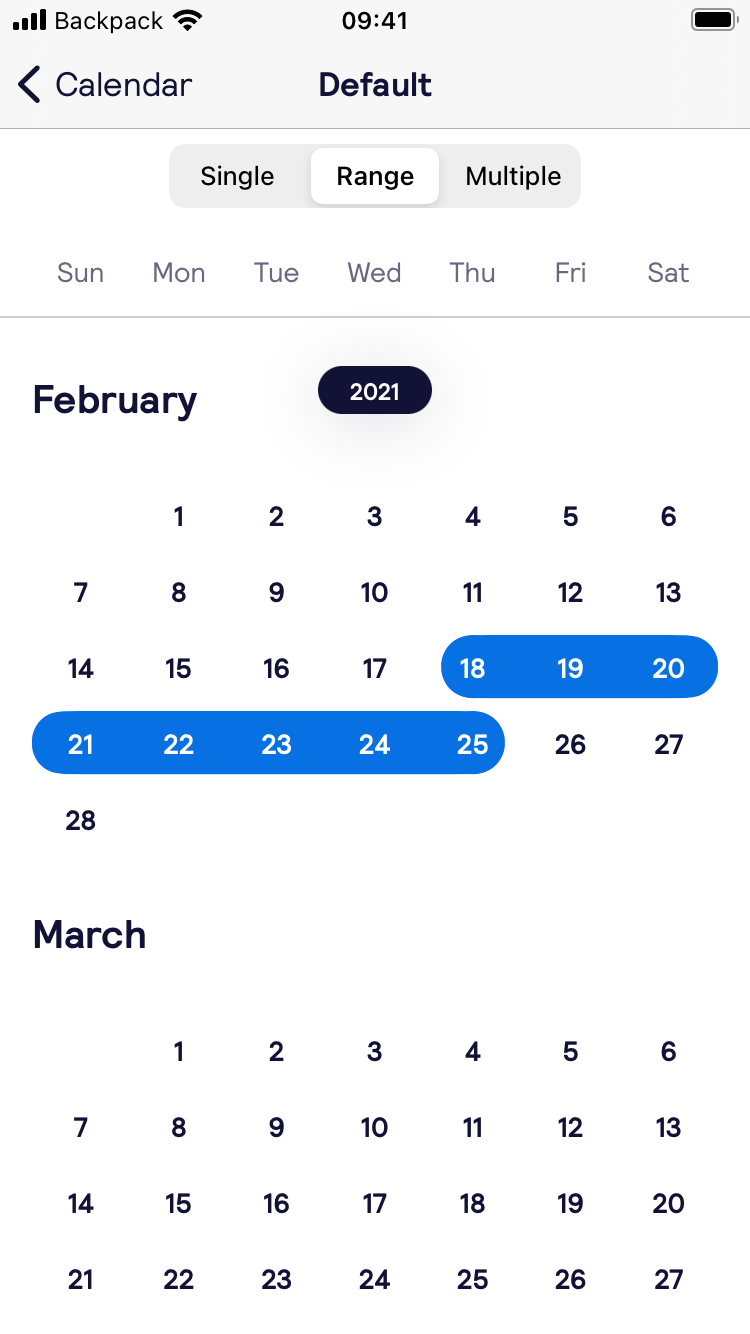 Backpack 09:41
Calendar Default
Single Range Multiple
Sun Mon Tue Wed Thu Fri Sat
February 2021
1 2 3 4 5 6
7 8 9 10 11 12 13
14 15 16 17 18 19 20
21 22 23 24 25 26 27
28
March
1 2 3 4 5 6
7 8 9 10 11 12 13
14 15 16 17 18 19 20
21 22 23 24 25 26 27